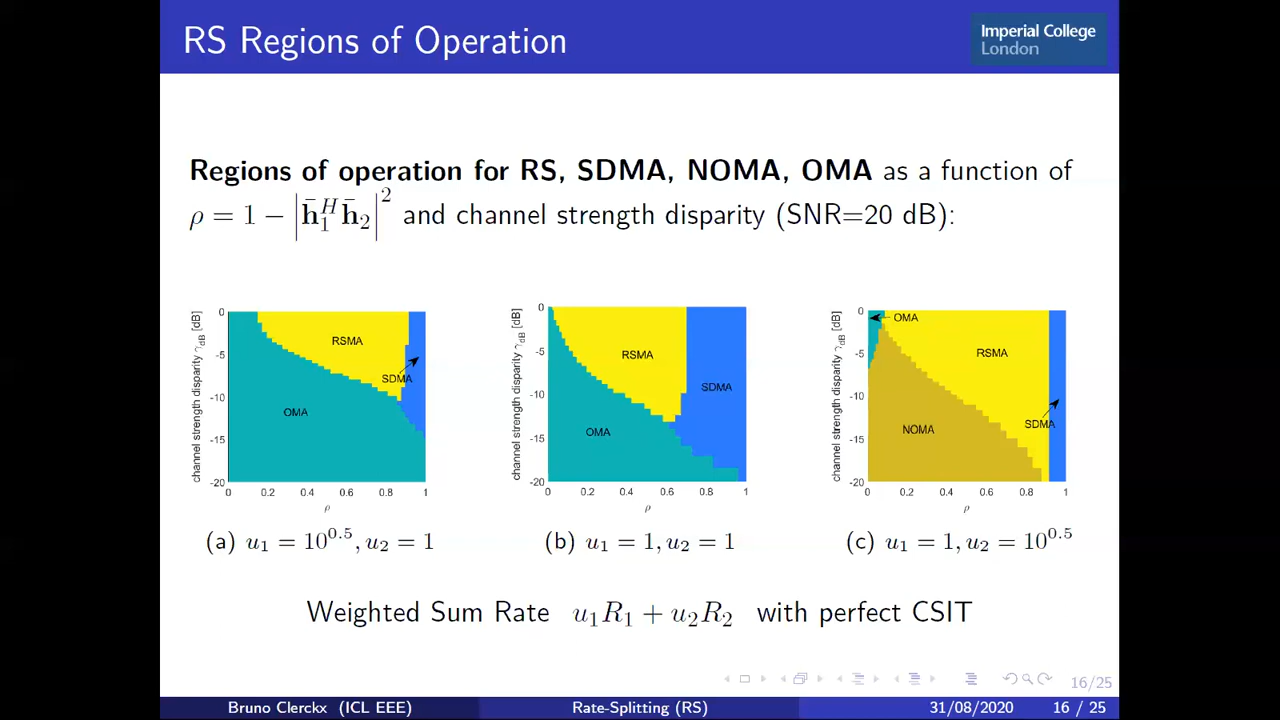 RS Regions of Operation
Imperial College
London
Regions of operation for RS, SDMA, NOMA, OMA as a function of
ρ = 1 − |h̄₁ᴴ h̄₂|² and channel strength disparity (SNR=20 dB):
channel strength disparity γ_dB [dB]
0
-5
-10
-15
-20
RSMA
SDMA
OMA
0 0.2 0.4 0.6 0.8 1
ρ
(a) u₁ = 10^0.5, u₂ = 1
channel strength disparity γ_dB [dB]
0
-5
-10
-15
-20
RSMA
SDMA
OMA
0 0.2 0.4 0.6 0.8 1
ρ
(b) u₁ = 1, u₂ = 1
channel strength disparity γ_dB [dB]
0
-5
-10
-15
-20
OMA
RSMA
SDMA
NOMA
0 0.2 0.4 0.6 0.8 1
ρ
(c) u₁ = 1, u₂ = 10^0.5
Weighted Sum Rate u₁R₁ + u₂R₂ with perfect CSIT
16/25
Bruno Clerckx (ICL EEE) Rate-Splitting (RS) 31/08/2020 16 / 25